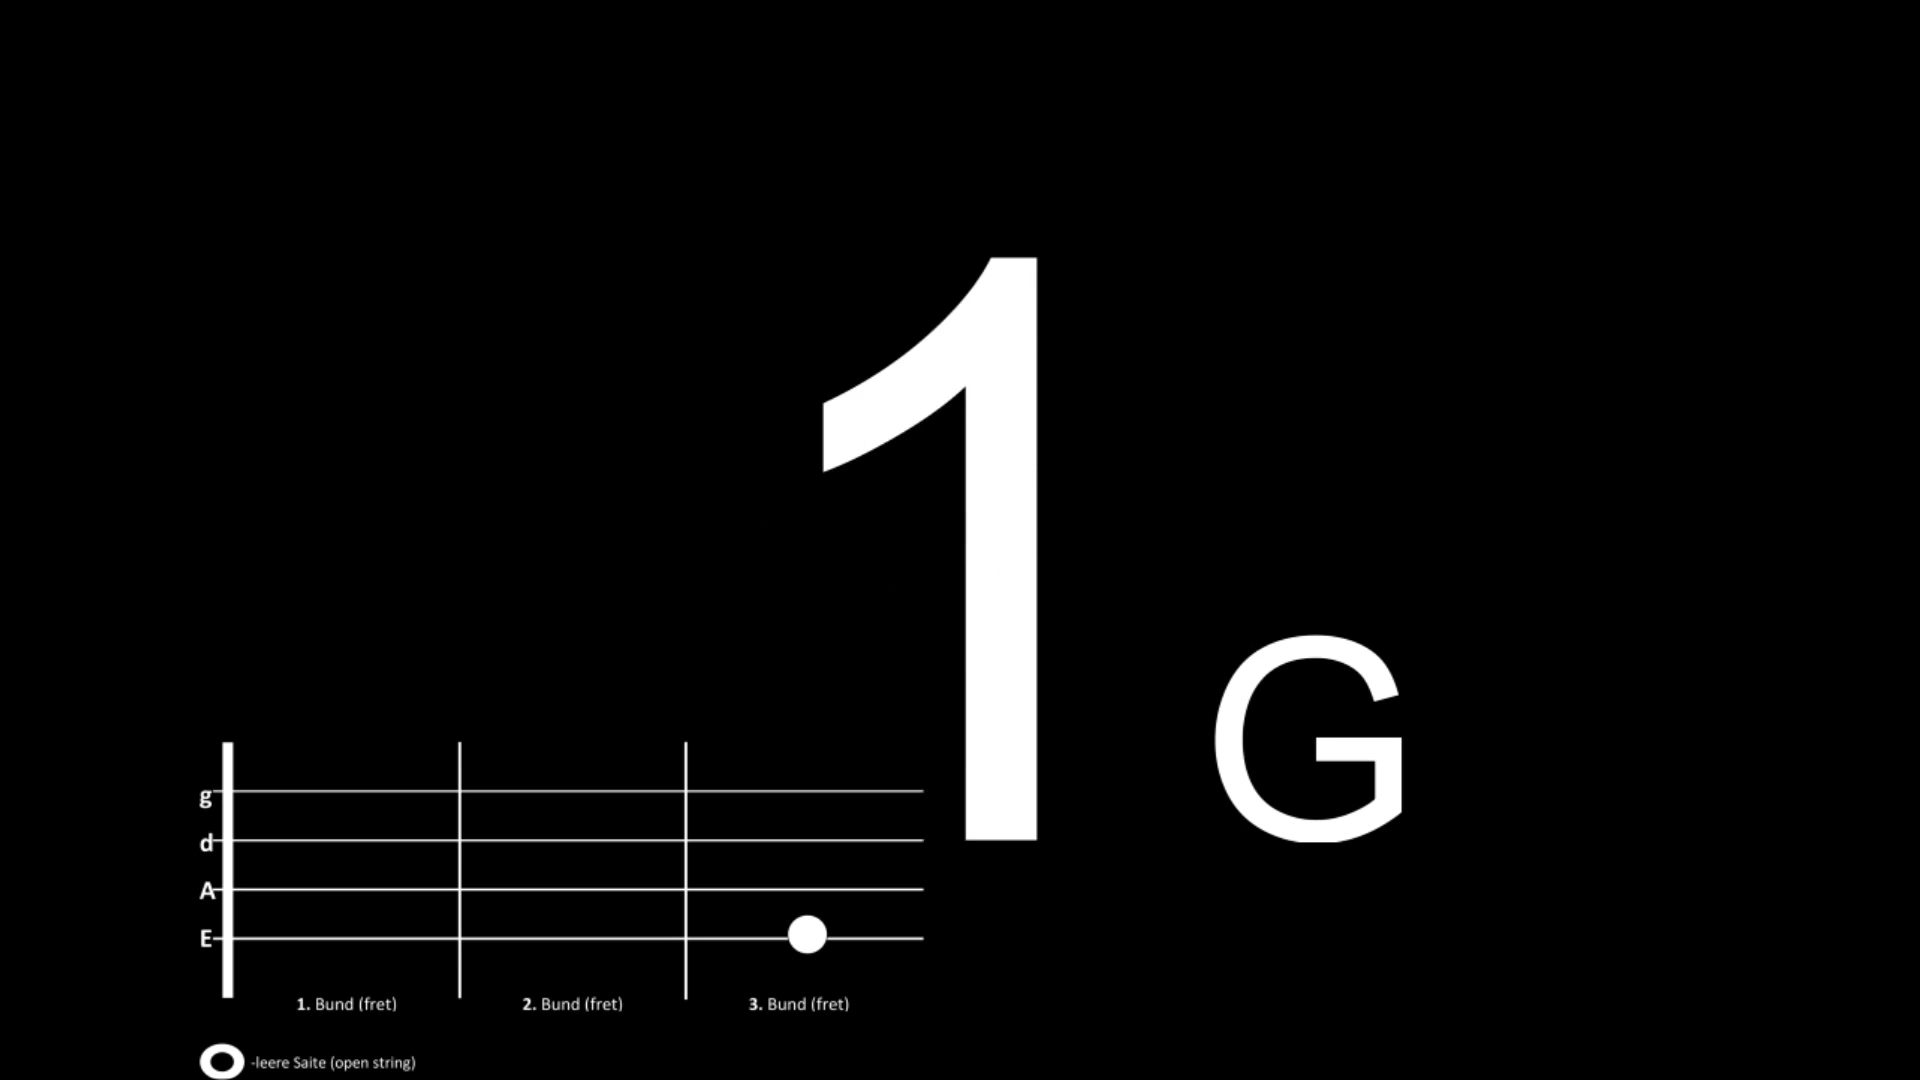 1
G
g
d
A
E
1. Bund (fret) 2. Bund (fret) 3. Bund (fret)
-leere Saite (open string)